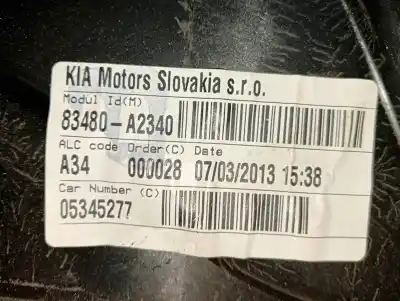 KIA Motors Slovakia s.r.o.
Modul Id(M)
83480-A2340
ALC code Order(C) Date
A34 000028 07/03/2013 15:38
Car Number (C)
05345277